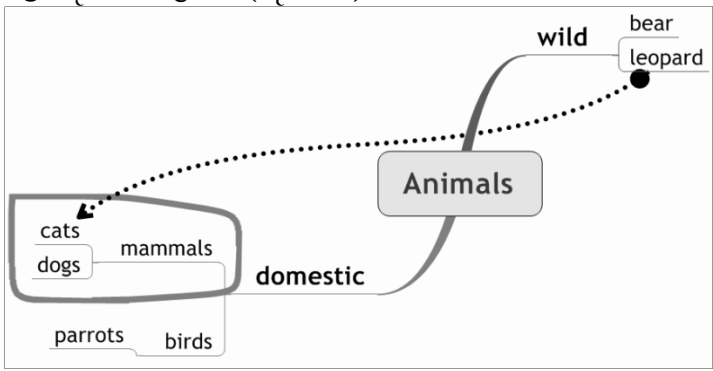 wild
bear
leopard
Animals
cats
dogs
mammals
domestic
parrots
birds